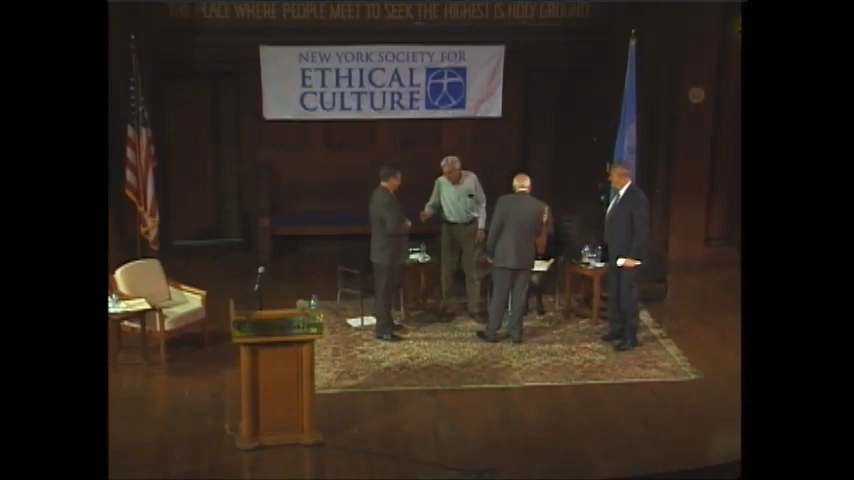 THE PLACE WHERE PEOPLE MEET TO SEEK THE HIGHEST IS HOLY GROUND
NEW YORK SOCIETY FOR
ETHICAL
CULTURE